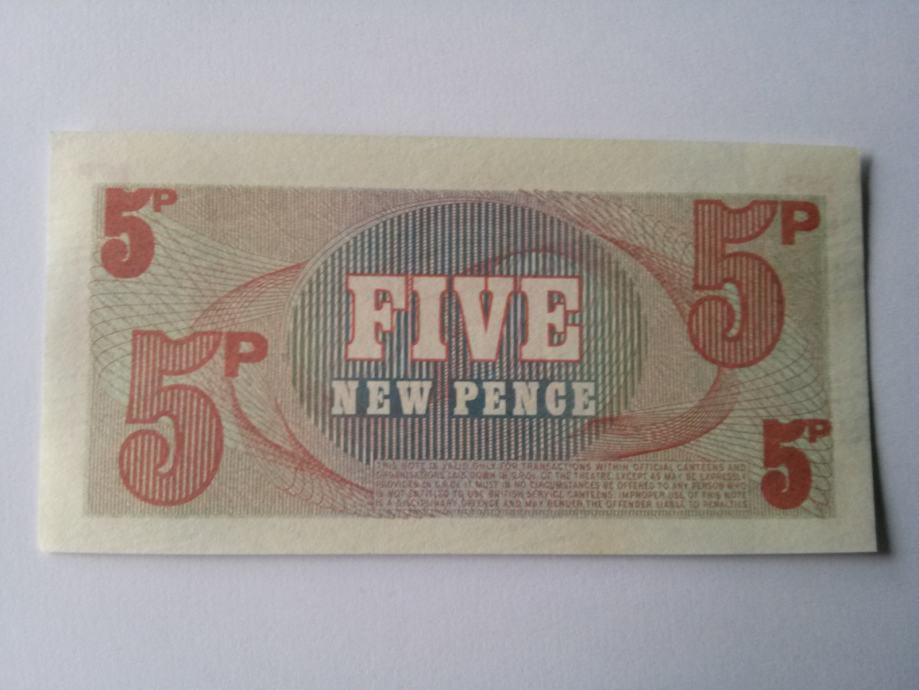 5P
5P
FIVE
NEW PENCE
5P
5P
THIS NOTE IS VALID ONLY FOR TRANSACTIONS WITHIN OFFICIAL CANTEENS AND
ORGANISATIONS LAID DOWN IN G.R.O.s OF THE THEATRE, EXCEPT AS MAY BE EXPRESSLY
PROVIDED IN G.R.Os IT MUST IN NO CIRCUMSTANCES BE OFFERED TO ANY PERSON WHO
IS NOT ENTITLED TO USE BRITISH SERVICE CANTEENS. IMPROPER USE OF THIS NOTE
IS A DISCIPLINARY OFFENCE AND MAY RENDER THE OFFENDER LIABLE TO PENALTIES